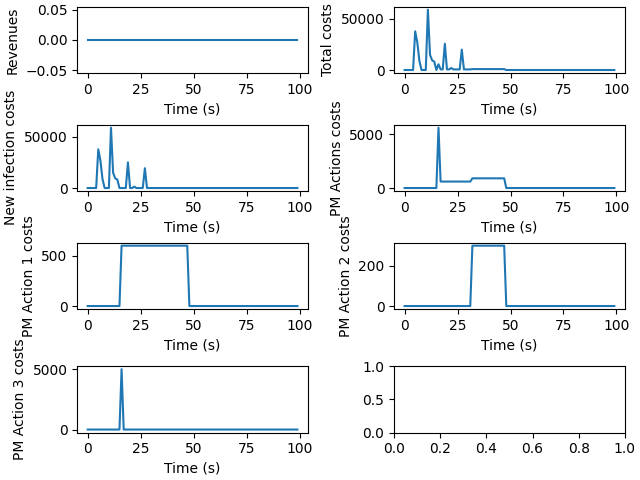 Revenues
0.05
0.00
−0.05
0 25 50 75 100
Time (s)
Total costs
50000
0
0 25 50 75 100
Time (s)
New infection costs
50000
0
0 25 50 75 100
Time (s)
PM Actions costs
5000
0
0 25 50 75 100
Time (s)
PM Action 1 costs
500
0
0 25 50 75 100
Time (s)
PM Action 2 costs
200
0
0 25 50 75 100
Time (s)
PM Action 3 costs
5000
0
0 25 50 75 100
Time (s)
1.0
0.5
0.0
0.0 0.2 0.4 0.6 0.8 1.0